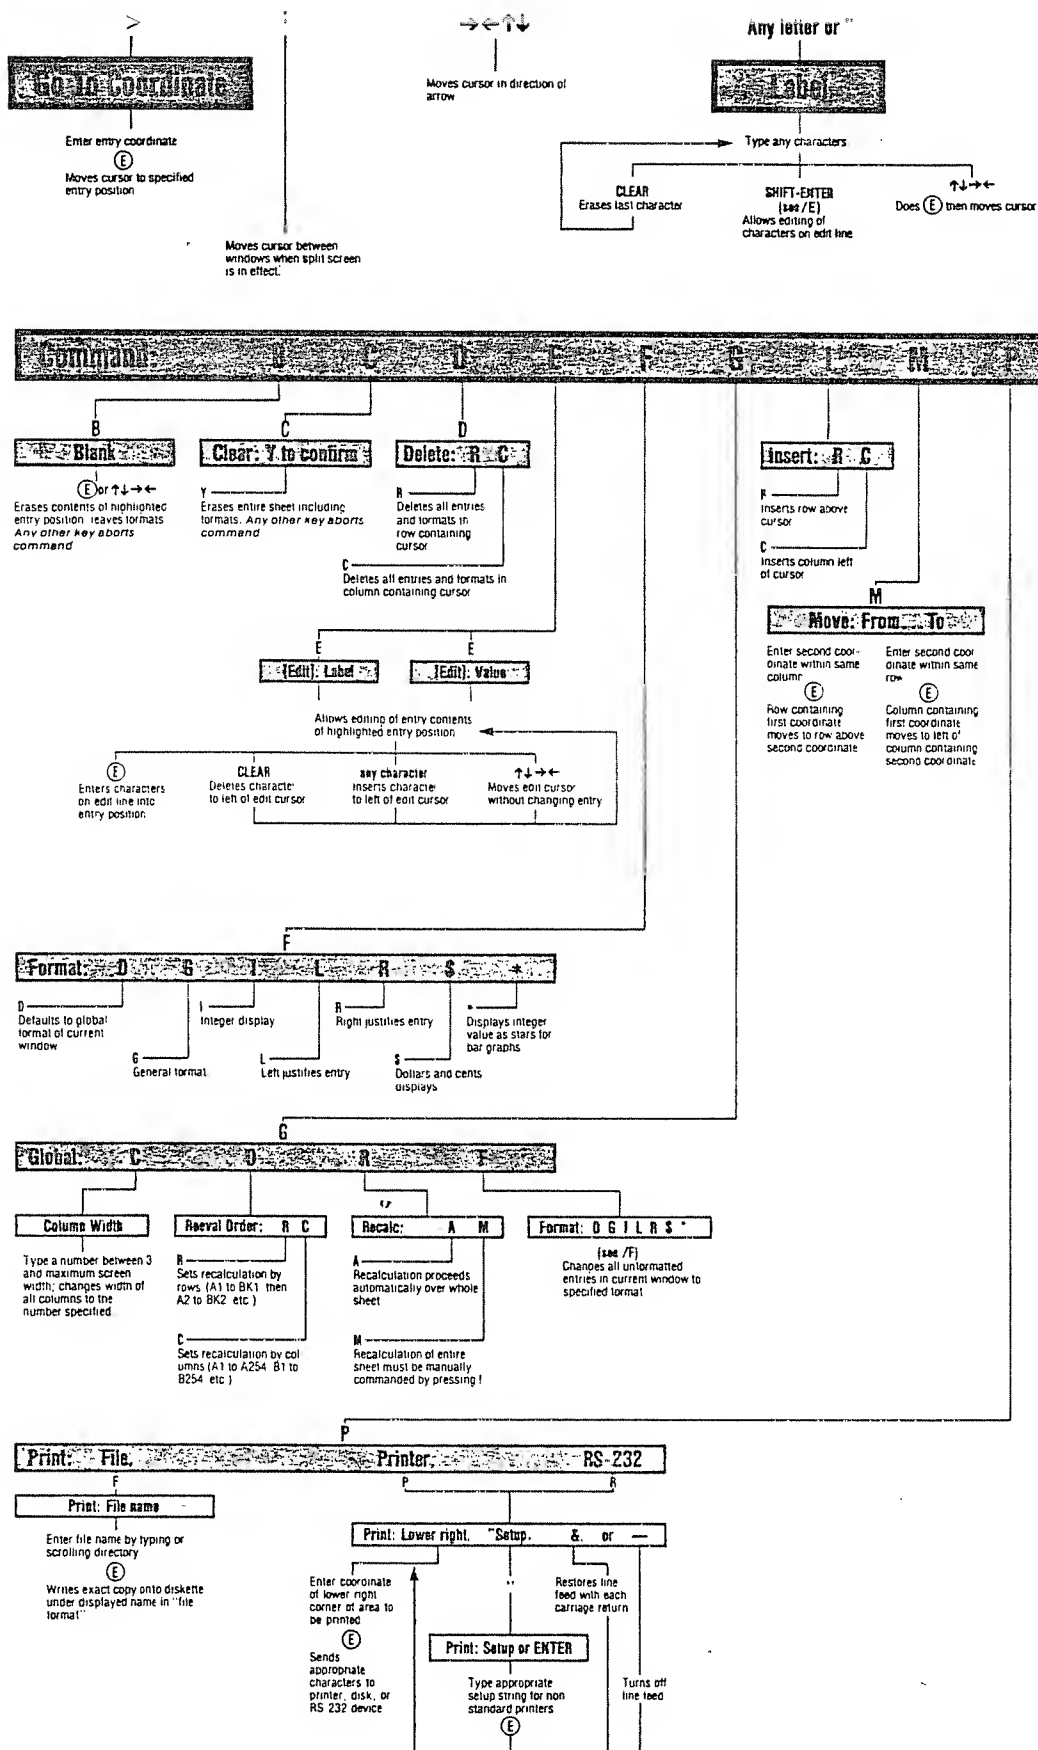 >
:
→←↑↓
Any letter or "
Go To Coordinate
Label
Moves cursor in direction of
arrow
Enter entry coordinate
Ⓔ
Moves cursor to specified
entry position
Type any characters
CLEAR
Erases last character
SHIFT-ENTER
(see /E)
Allows editing of
characters on edit line
↑↓→←
Does Ⓔ then moves cursor
Moves cursor between
windows when split screen
is in effect.
Command: B C D E F G L M P
B
Blank
Ⓔ or ↑↓→←
Erases contents of highlighted
entry position leaves formats
Any other key aborts
command
C
Clear: Y to confirm
Y
Erases entire sheet including
formats. Any other key aborts
command
D
Delete: R C
R
Deletes all entries
and formats in
row containing
cursor
C
Deletes all entries and formats in
column containing cursor
Insert: R C
R
Inserts row above
cursor
C
Inserts column left
of cursor
M
Move: From... To
Enter second coor-
dinate within same
column
Ⓔ
Row containing
first coordinate
moves to row above
second coordinate
Enter second coor
dinate within same
row
Ⓔ
Column containing
first coordinate
moves to left of
column containing
second coordinate
E
[Edit]: Label
E
[Edit]: Value
Allows editing of entry contents
of highlighted entry position
Ⓔ
Enters characters
on edit line into
entry position
CLEAR
Deletes character
to left of edit cursor
any character
inserts character
to left of edit cursor
↑↓→←
Moves edit cursor
without changing entry
F
Format: D G I L R $ *
D
Defaults to global
format of current
window
G
General format
I
Integer display
L
Left justifies entry
R
Right justifies entry
$
Dollars and cents
displays
*
Displays integer
value as stars for
bar graphs
G
Global: C O R F
Column Width
Type a number between 3
and maximum screen
width; changes width of
all columns to the
number specified
Reeval Order: R C
R
Sets recalculation by
rows (A1 to BK1 then
A2 to BK2 etc )
C
Sets recalculation by col
umns (A1 to A254 B1 to
B254 etc )
or
Recalc: A M
A
Recalculation proceeds
automatically over whole
sheet
M
Recalculation of entire
sheet must be manually
commanded by pressing !
Format: D G I L R $ *
(see /F)
Changes all unformatted
entries in current window to
specified format
P
Print: File, Printer, RS-232
F
Print: File name
Enter file name by typing or
scrolling directory
Ⓔ
Writes exact copy onto diskette
under displayed name in "file
format"
P
R
Print: Lower right, "Setup, &, or —
Enter coordinate
of lower right
corner of area to
be printed
Ⓔ
Sends
appropriate
characters to
printer, disk, or
RS 232 device
"
Print: Setup or ENTER
Type appropriate
setup string for non
standard printers
Ⓔ
Restores line
feed with each
carriage return
Turns off
line feed